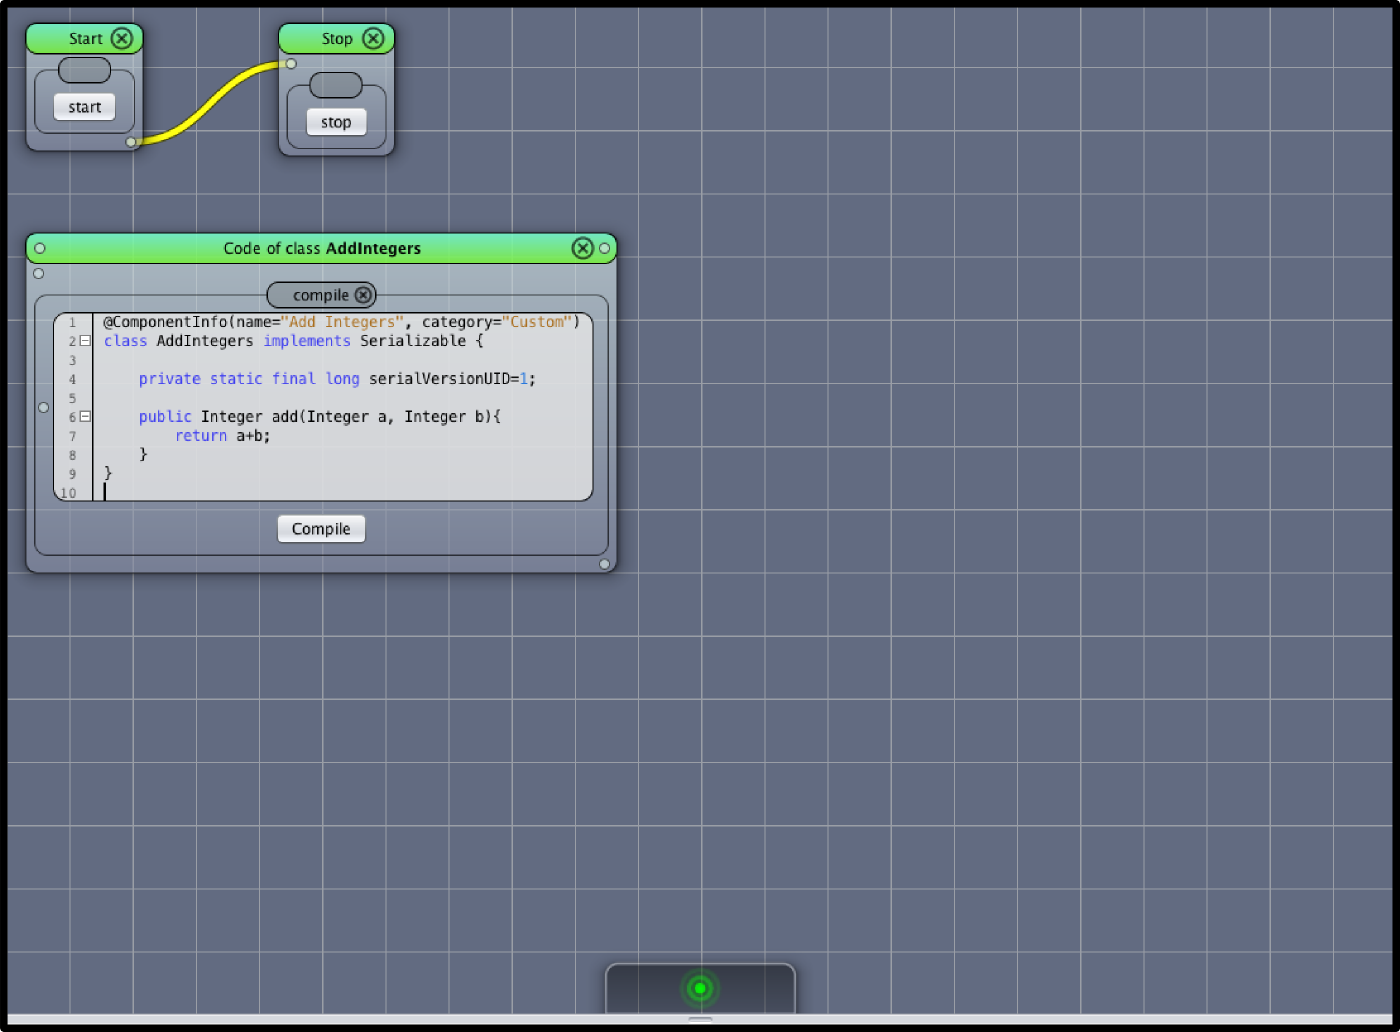 Start
Stop
start
stop
Code of class AddIntegers
compile
1 @ComponentInfo(name="Add Integers", category="Custom")
2 class AddIntegers implements Serializable {
3
4     private static final long serialVersionUID=1;
5
6     public Integer add(Integer a, Integer b){
7         return a+b;
8     }
9 }
10
Compile